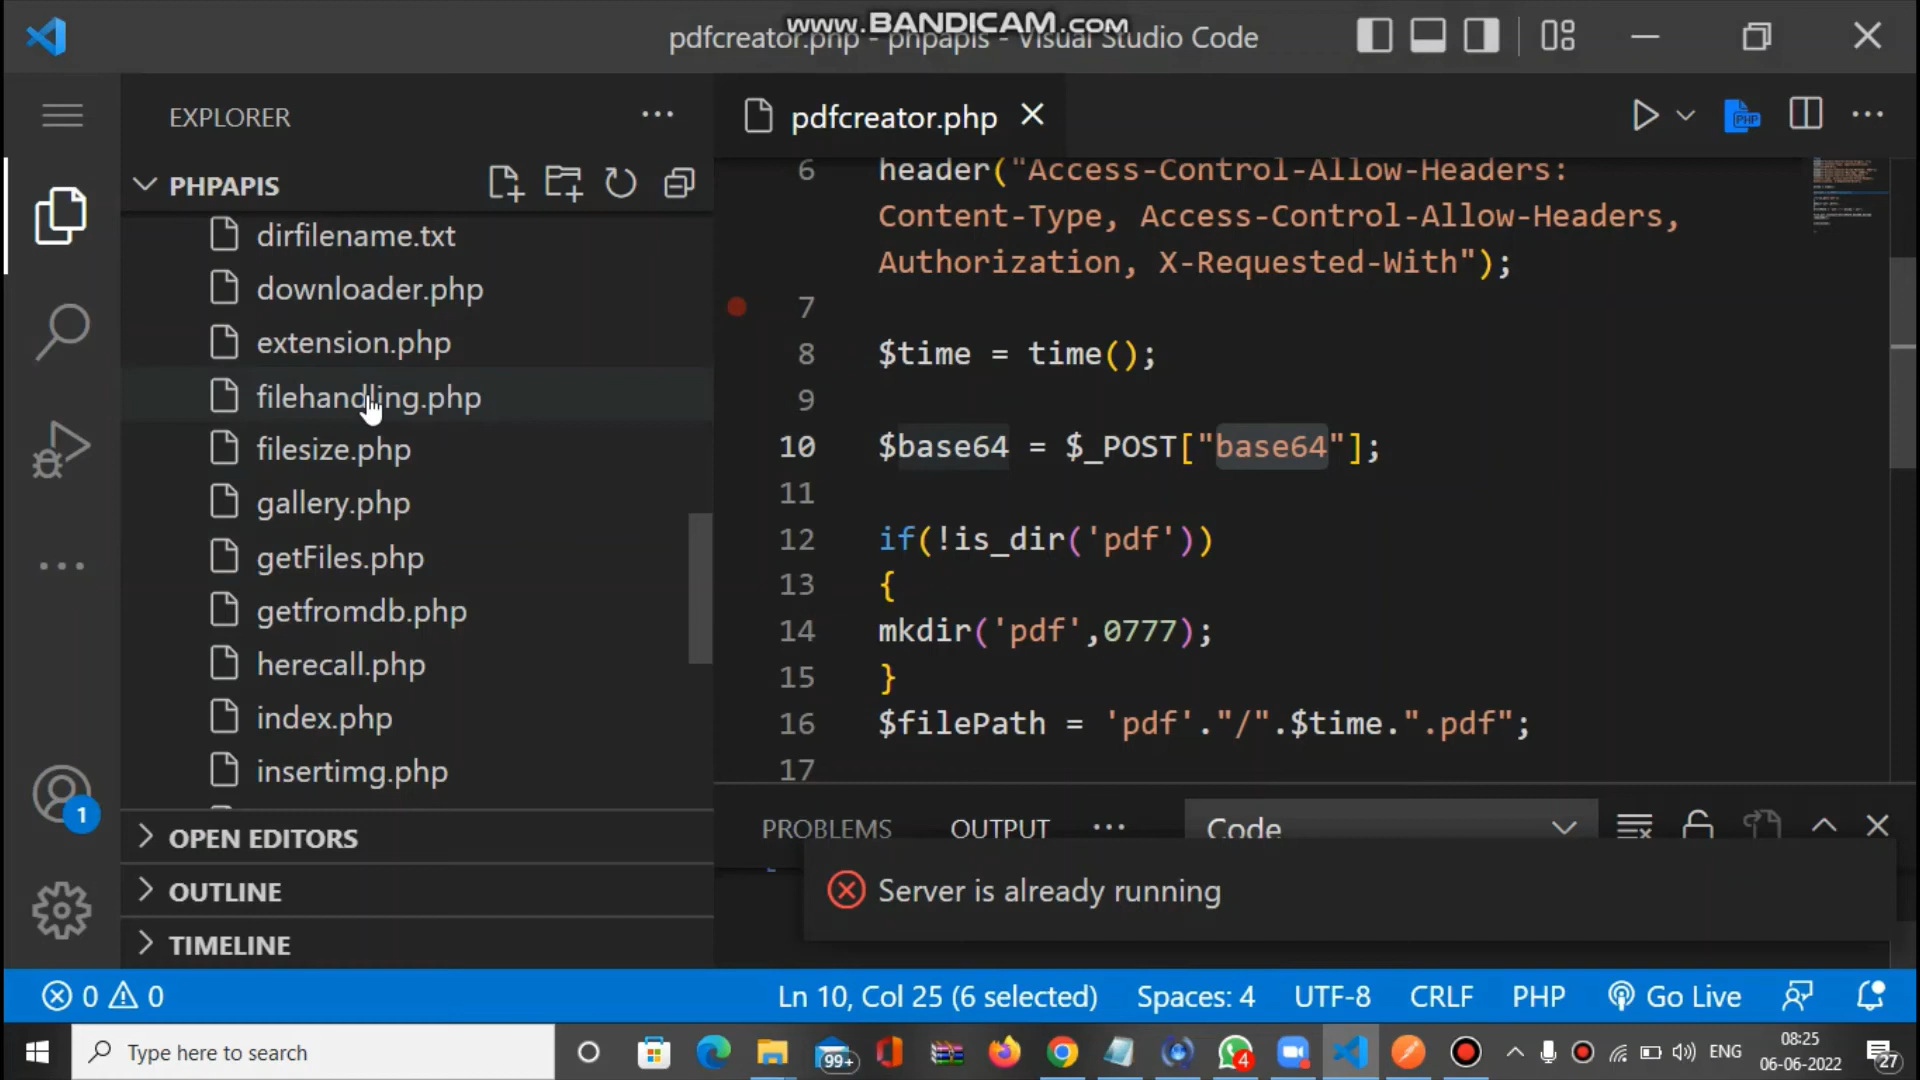 www.BANDICAM.com
pdfcreator.php - phpapis - Visual Studio Code
EXPLORER
PHPAPIS
dirfilename.txt
downloader.php
extension.php
filehandling.php
filesize.php
gallery.php
getFiles.php
getfromdb.php
herecall.php
index.php
insertimg.php
OPEN EDITORS
OUTLINE
TIMELINE
1
pdfcreator.php
PHP
6 header("Access-Control-Allow-Headers:
Content-Type, Access-Control-Allow-Headers,
Authorization, X-Requested-With");
7
8 $time = time();
9
10 $base64 = $_POST["base64"];
11
12 if(!is_dir('pdf'))
13 {
14 mkdir('pdf',0777);
15 }
16 $filePath = 'pdf'."/".$time.".pdf";
17
PROBLEMS OUTPUT Code
Server is already running
0 0 Ln 10, Col 25 (6 selected) Spaces: 4 UTF-8 CRLF PHP Go Live
Type here to search 99+ 4 ENG 08:25
06-06-2022 27